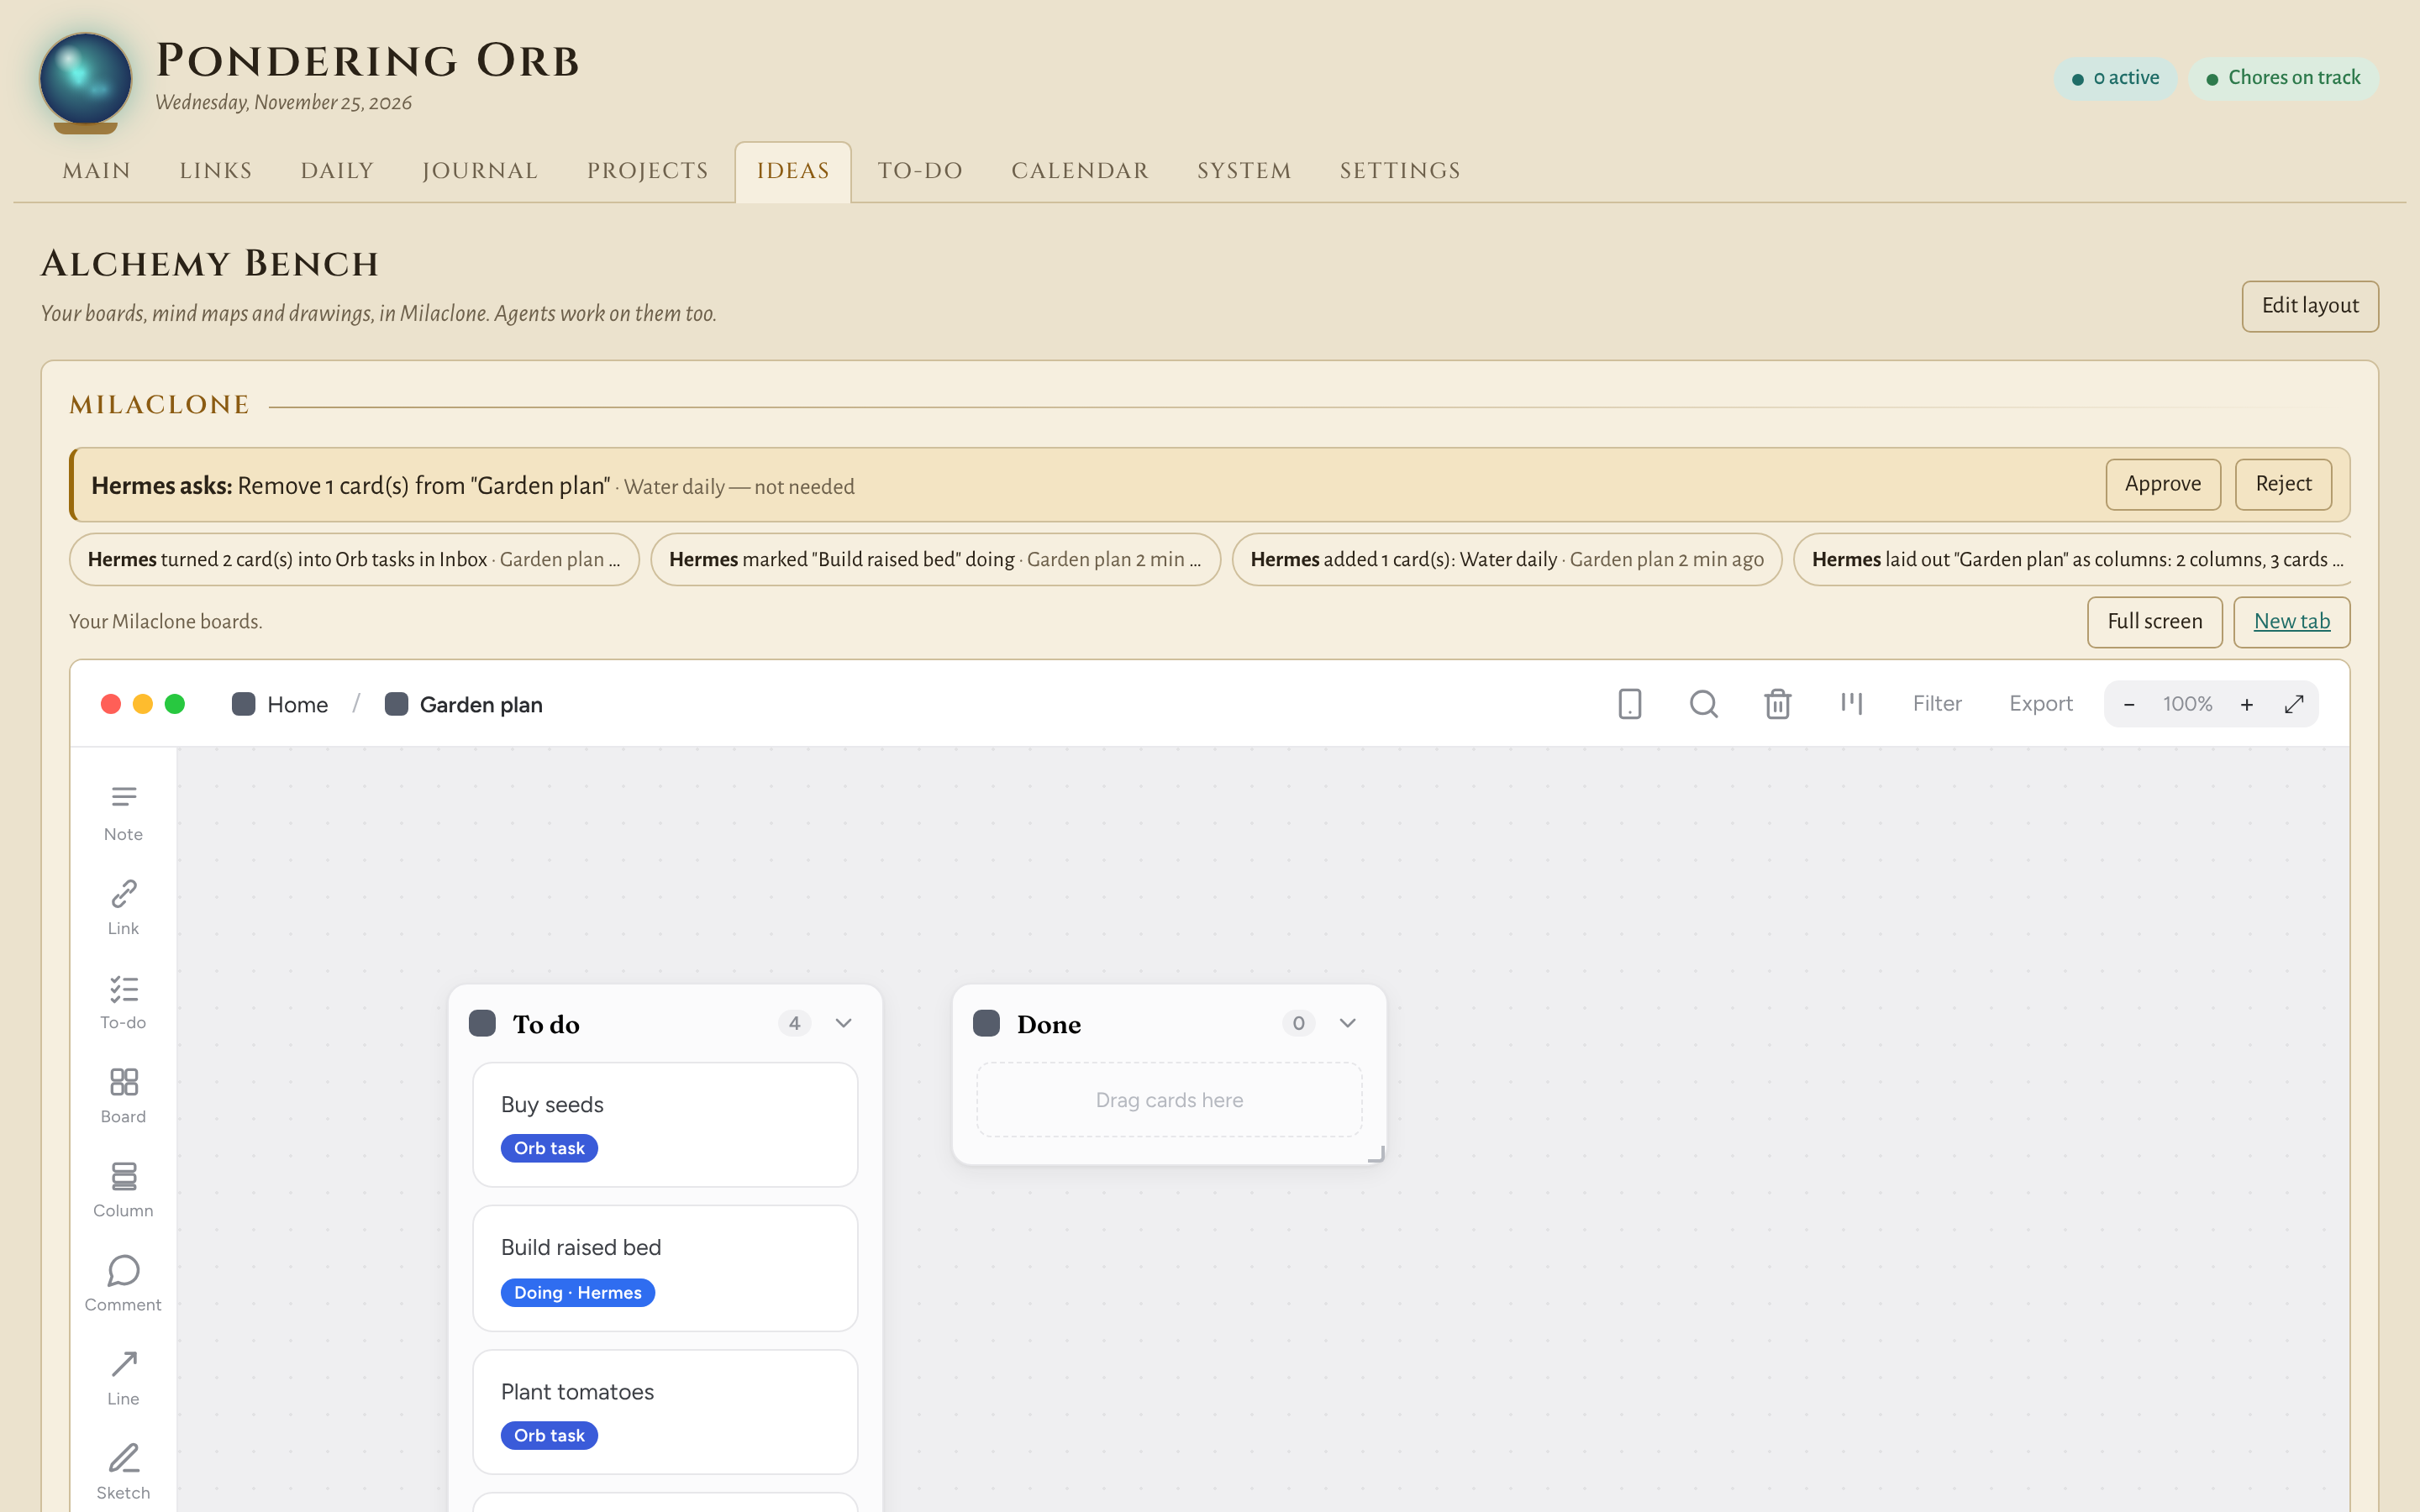 Pondering Orb
Wednesday, November 25, 2026
0 active
Chores on track
MAIN
LINKS
DAILY
JOURNAL
PROJECTS
IDEAS
TO-DO
CALENDAR
SYSTEM
SETTINGS
Alchemy Bench
Your boards, mind maps and drawings, in Milaclone. Agents work on them too.
Edit layout
MILACLONE
Hermes asks: Remove 1 card(s) from "Garden plan" · Water daily — not needed
Approve
Reject
Hermes turned 2 card(s) into Orb tasks in Inbox · Garden plan ...
Hermes marked "Build raised bed" doing · Garden plan 2 min ...
Hermes added 1 card(s): Water daily · Garden plan 2 min ago
Hermes laid out "Garden plan" as columns: 2 columns, 3 cards ...
Your Milaclone boards.
Full screen
New tab
Home / Garden plan
Filter
Export
− 100% +
Note
Link
To-do
Board
Column
Comment
Line
Sketch
To do
4
Buy seeds
Orb task
Build raised bed
Doing · Hermes
Plant tomatoes
Orb task
Done
0
Drag cards here